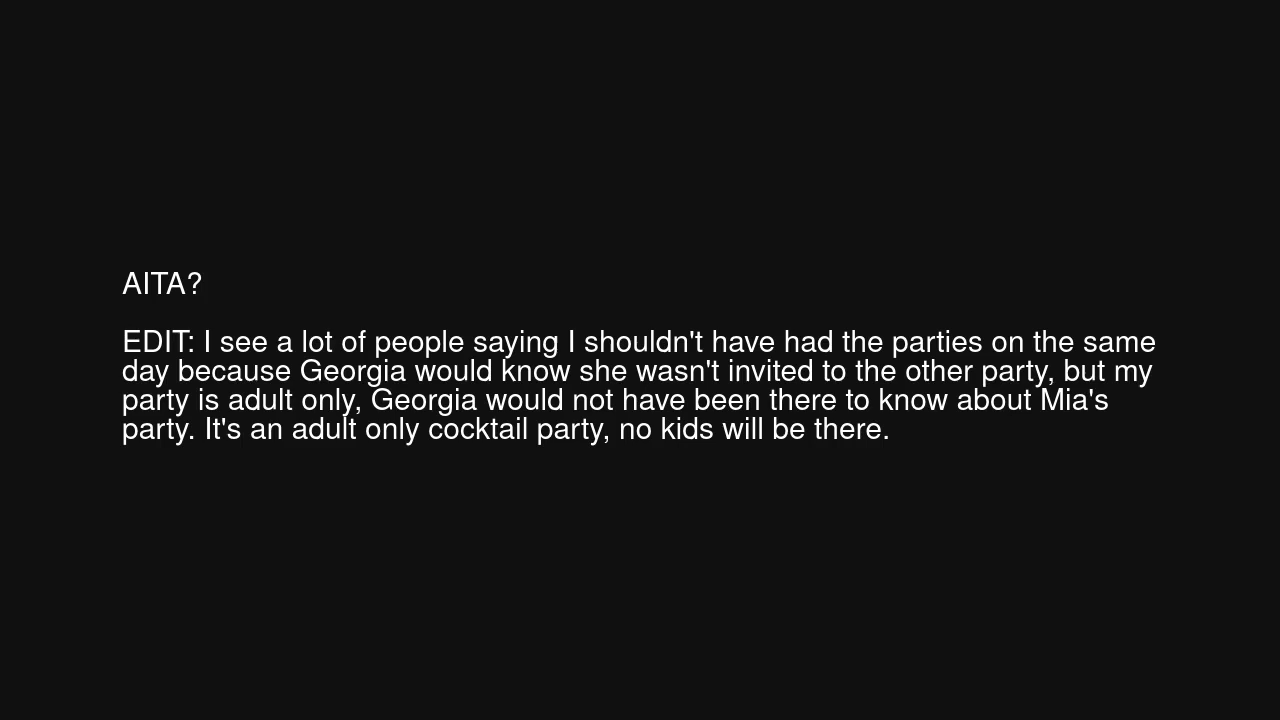 AITA?
EDIT: I see a lot of people saying I shouldn't have had the parties on the same
day because Georgia would know she wasn't invited to the other party, but my
party is adult only, Georgia would not have been there to know about Mia's
party. It's an adult only cocktail party, no kids will be there.